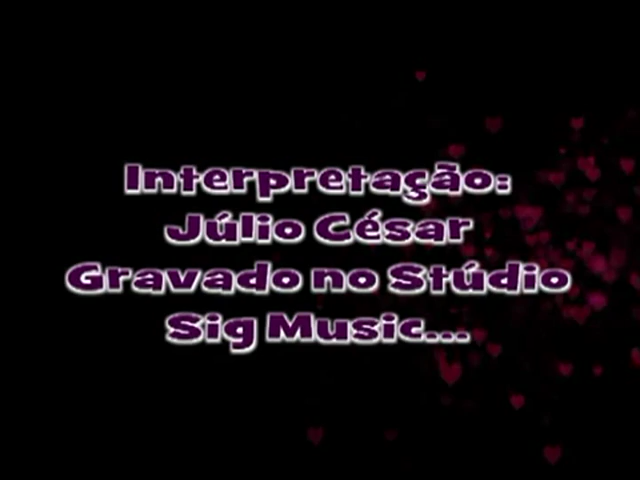 Interpretação:
Júlio César
Gravado no Stúdio
Sig Music...